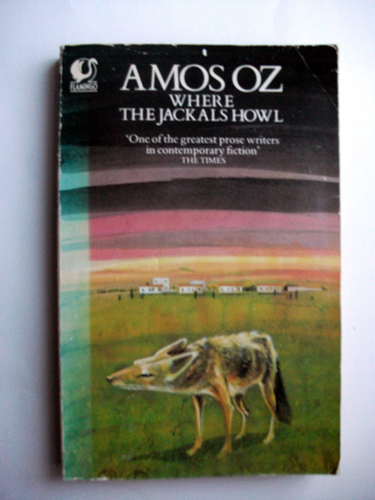 FLAMINGO
AMOS OZ
WHERE
THE JACKALS HOWL
'One of the greatest prose writers
in contemporary fiction'
THE TIMES